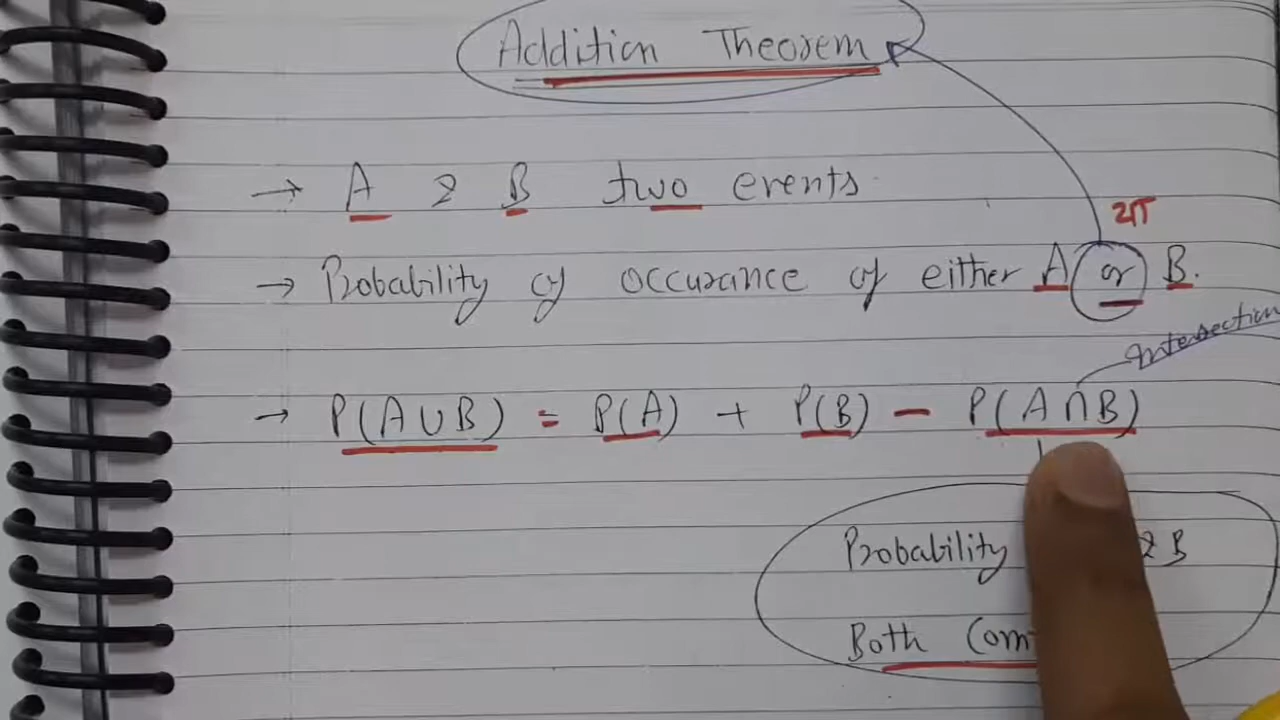 Addition Theorem
→ A & B two events.
या
→ Probability of occurance of either A or B.
Intersection
→ P(A∪B) = P(A) + P(B) - P(A∩B)
Probability & B
Both